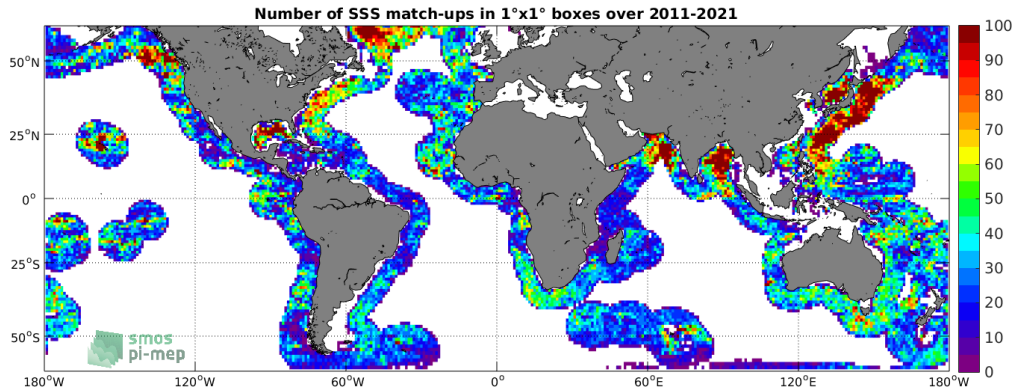 Number of SSS match-ups in 1°x1° boxes over 2011-2021
100
90
80
70
60
50
40
30
20
10
0
50°N
25°N
0°
25°S
50°S
smos
pi-mep
180°W
120°W
60°W
0°
60°E
120°E
180°W